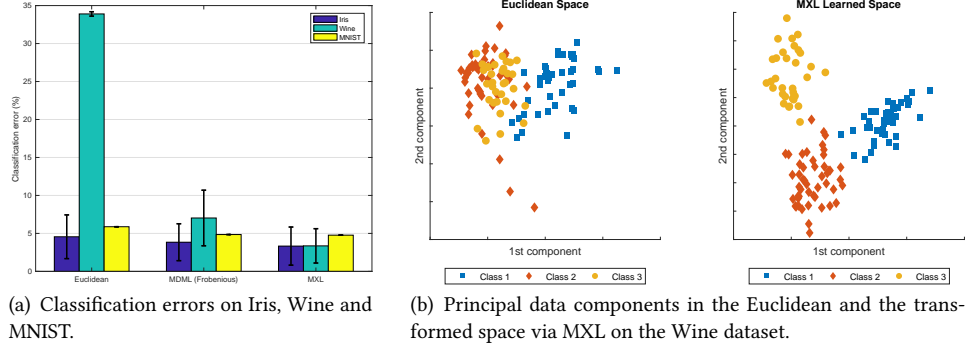 35
30
25
20
15
10
5
0
Classification error (%)
Iris
Wine
MNIST
Euclidean
MDML (Frobenious)
MXL
(a) Classification errors on Iris, Wine and
MNIST.
Euclidean Space
2nd component
1st component
Class 1 Class 2 Class 3
MXL Learned Space
2nd component
1st component
Class 1 Class 2 Class 3
(b) Principal data components in the Euclidean and the trans-
formed space via MXL on the Wine dataset.